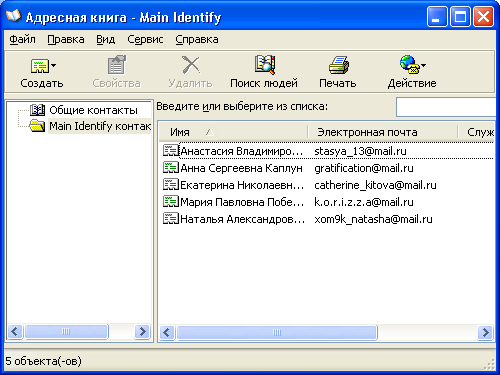 Адресная книга - Main Identify
Файл Правка Вид Сервис Справка
Создать Свойства Удалить Поиск людей Печать Действие
Введите или выберите из списка:
Общие контакты
Main Identify контак
Имя Электронная почта Служ
Анастасия Владимиро... stasya_13@mail.ru
Анна Сергеевна Каплун gratification@mail.ru
Екатерина Николаевн... catherine_kitova@mail.ru
Мария Павловна Побе... k.o.r.i.z.z.a@mail.ru
Наталья Александров... xom9k_natasha@mail.ru
5 объекта(-ов)